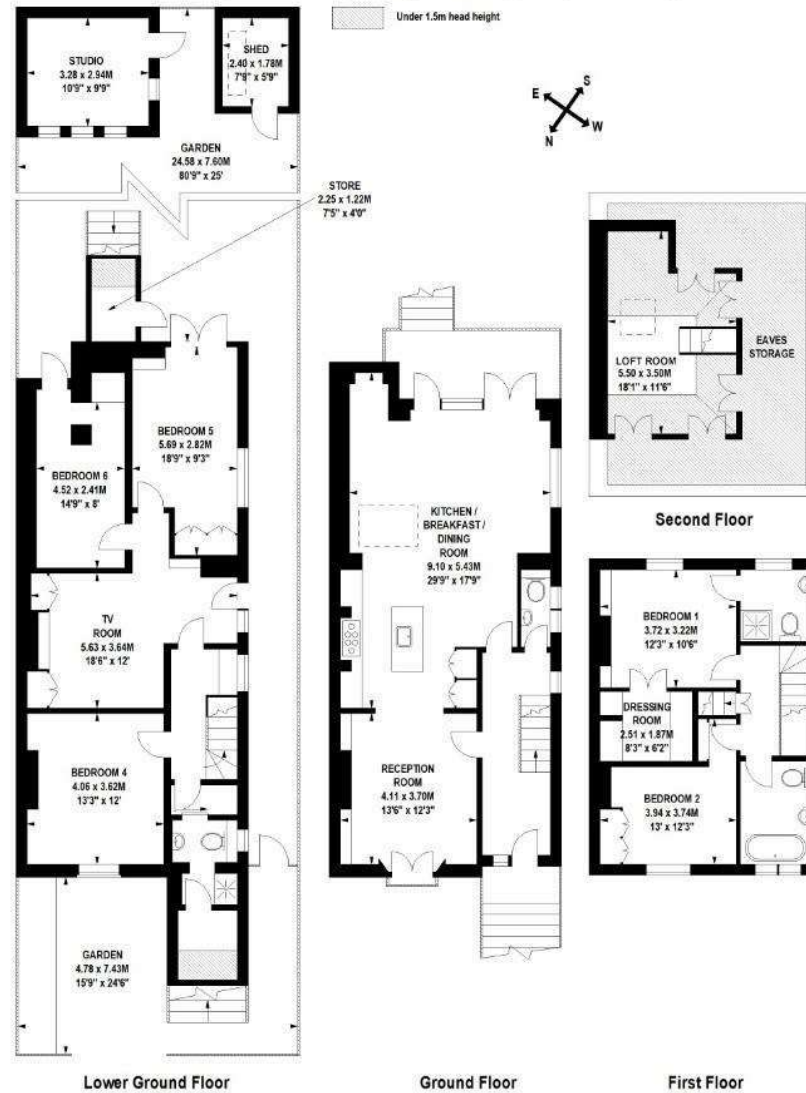 Under 1.5m head height
STUDIO
3.28 x 2.94M
10'9" x 9'9"
SHED
2.40 x 1.78M
7'9" x 5'9"
E
S
N
W
GARDEN
24.58 x 7.60M
80'9" x 25'
STORE
2.25 x 1.22M
7'5" x 4'0"
BEDROOM 5
5.69 x 2.82M
18'9" x 9'3"
BEDROOM 6
4.52 x 2.41M
14'9" x 8'
TV
ROOM
5.63 x 3.64M
18'6" x 12'
BEDROOM 4
4.06 x 3.62M
13'3" x 12'
GARDEN
4.78 x 7.43M
15'9" x 24'6"
Lower Ground Floor
KITCHEN /
BREAKFAST /
DINING
ROOM
9.10 x 5.43M
29'9" x 17'9"
RECEPTION
ROOM
4.11 x 3.70M
13'6" x 12'3"
Ground Floor
LOFT ROOM
5.50 x 3.50M
18'1" x 11'6"
EAVES
STORAGE
Second Floor
BEDROOM 1
3.72 x 3.22M
12'3" x 10'6"
DRESSING
ROOM
2.51 x 1.87M
8'3" x 6'2"
BEDROOM 2
3.94 x 3.74M
13' x 12'3"
First Floor